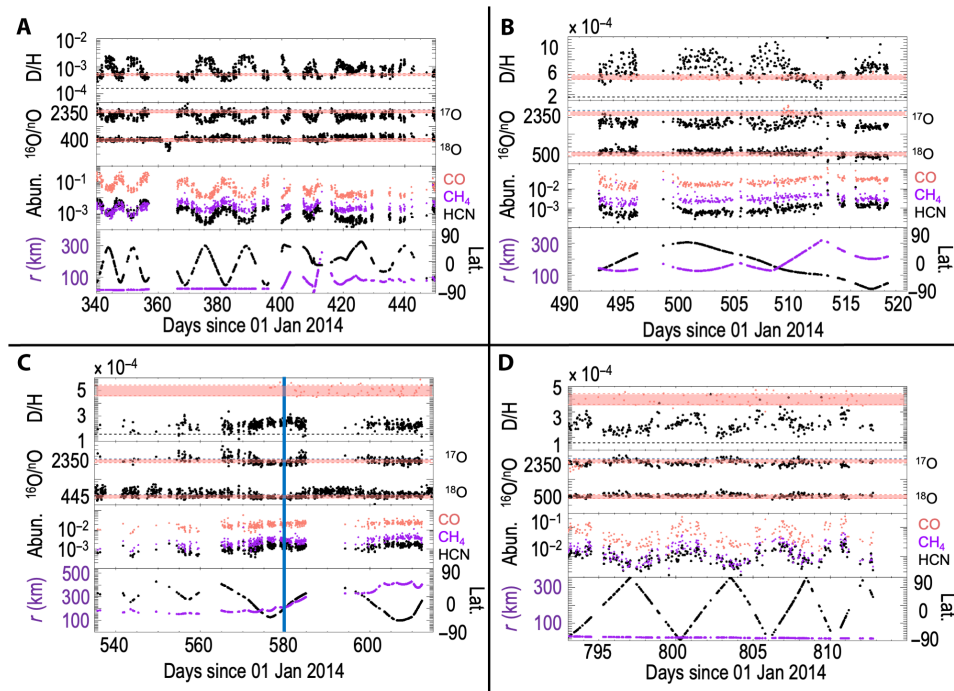 A
D/H
10⁻²
10⁻³
10⁻⁴
¹⁶O/ⁿO
2350
400
¹⁷O
¹⁸O
Abun.
10⁻¹
10⁻³
CO
CH₄
HCN
r (km)
300
100
90
0
−90
Lat.
340 360 380 400 420 440
Days since 01 Jan 2014
B
× 10⁻⁴
D/H
10
6
2
¹⁶O/ⁿO
2350
500
¹⁷O
¹⁸O
Abun.
10⁻²
10⁻³
CO
CH₄
HCN
r (km)
300
100
90
0
−90
Lat.
490 495 500 505 510 515 520
Days since 01 Jan 2014
C
× 10⁻⁴
D/H
5
3
1
¹⁶O/ⁿO
2350
445
¹⁷O
¹⁸O
Abun.
10⁻²
10⁻³
CO
CH₄
HCN
r (km)
500
300
100
90
0
−90
Lat.
540 560 580 600
Days since 01 Jan 2014
D
× 10⁻⁴
D/H
5
3
1
¹⁶O/ⁿO
2350
500
¹⁷O
¹⁸O
Abun.
10⁻¹
10⁻²
CO
CH₄
HCN
r (km)
300
100
90
0
−90
Lat.
795 800 805 810
Days since 01 Jan 2014